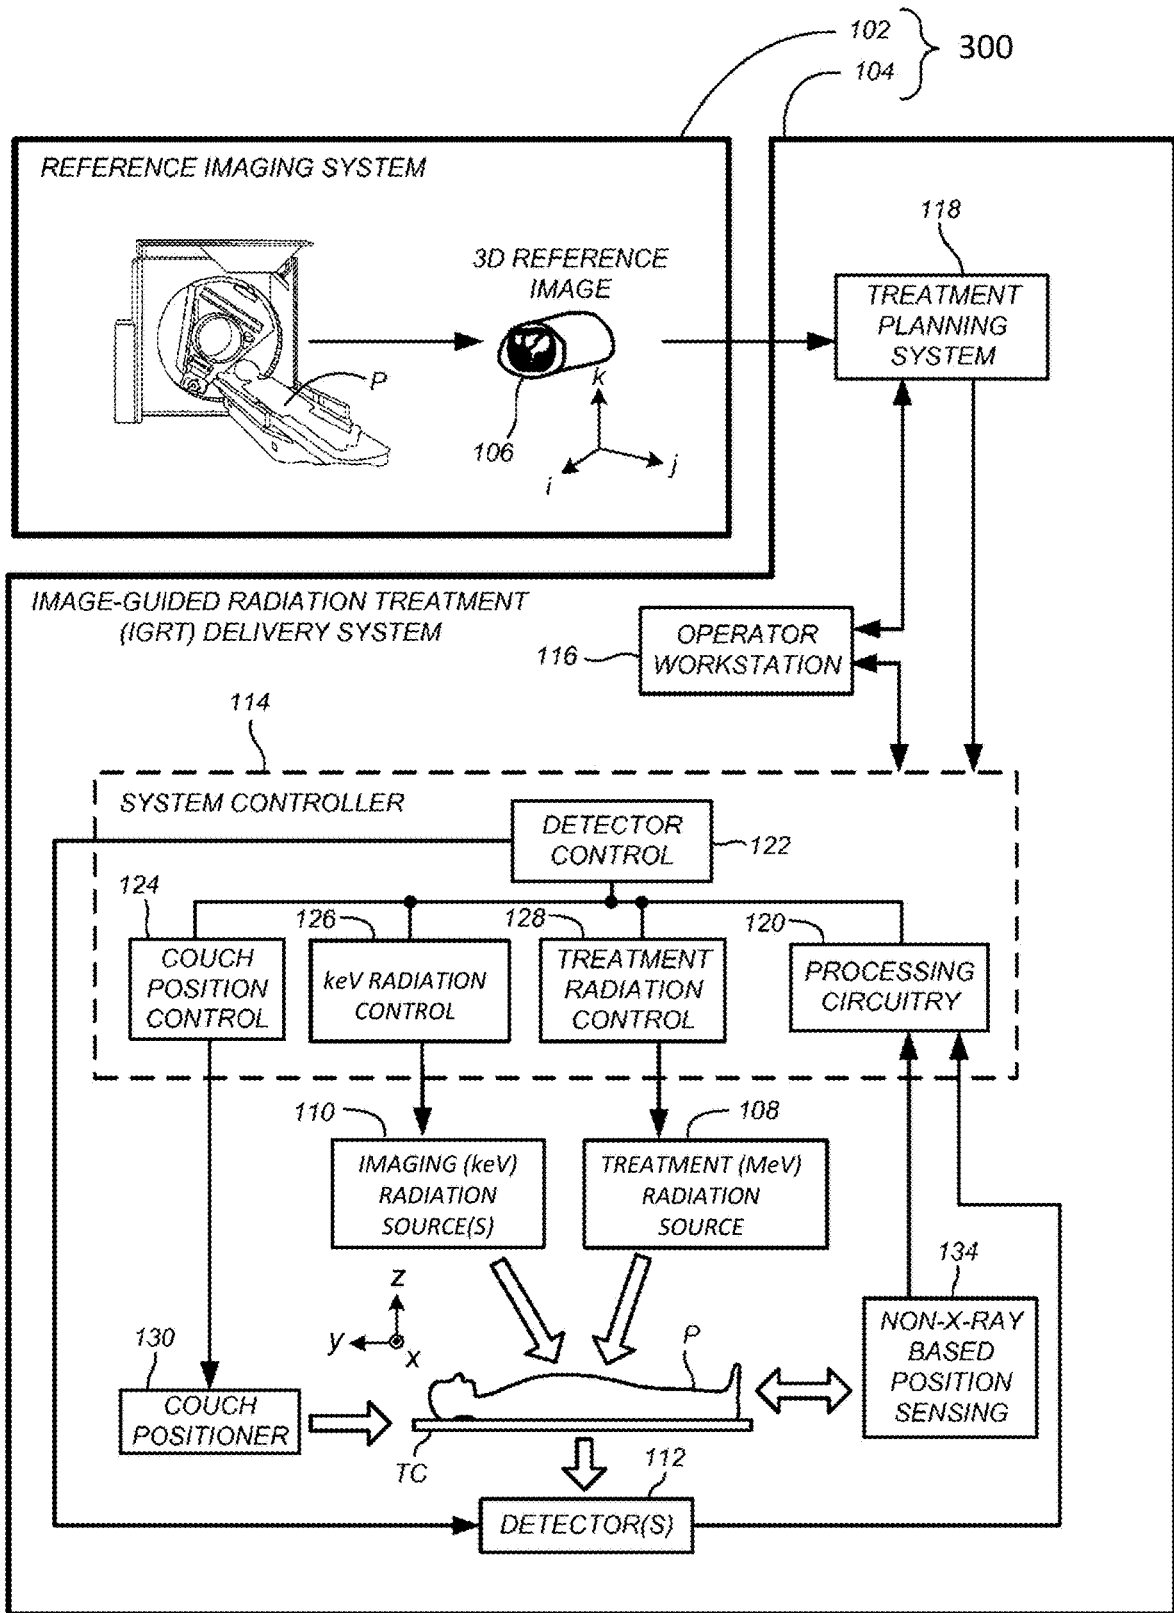 102
300
104
REFERENCE IMAGING SYSTEM
118
3D REFERENCE
IMAGE
TREATMENT
PLANNING
SYSTEM
P
k
106
i
j
IMAGE-GUIDED RADIATION TREATMENT
(IGRT) DELIVERY SYSTEM
OPERATOR
WORKSTATION
116
114
SYSTEM CONTROLLER
DETECTOR
CONTROL
122
124
126
128
120
COUCH
POSITION
CONTROL
keV RADIATION
CONTROL
TREATMENT
RADIATION
CONTROL
PROCESSING
CIRCUITRY
110
108
IMAGING (keV)
RADIATION
SOURCE(S)
TREATMENT (MeV)
RADIATION
SOURCE
134
z
y
x
P
NON-X-RAY
BASED
POSITION
SENSING
130
COUCH
POSITIONER
TC
112
DETECTOR(S)